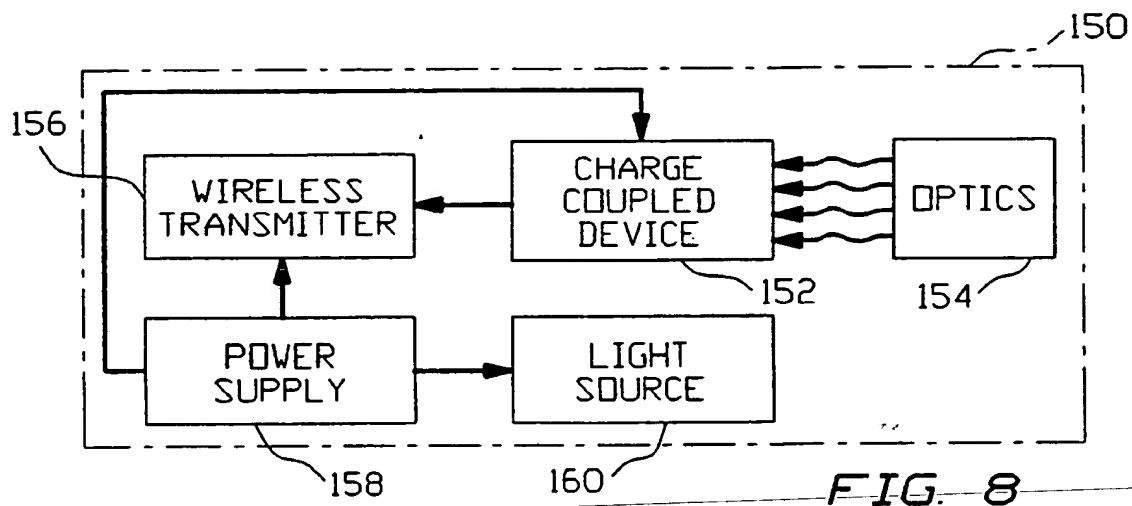 150
156
WIRELESS
TRANSMITTER
CHARGE
COUPLED
DEVICE
OPTICS
152
154
POWER
SUPPLY
LIGHT
SOURCE
158
160
FIG. 8